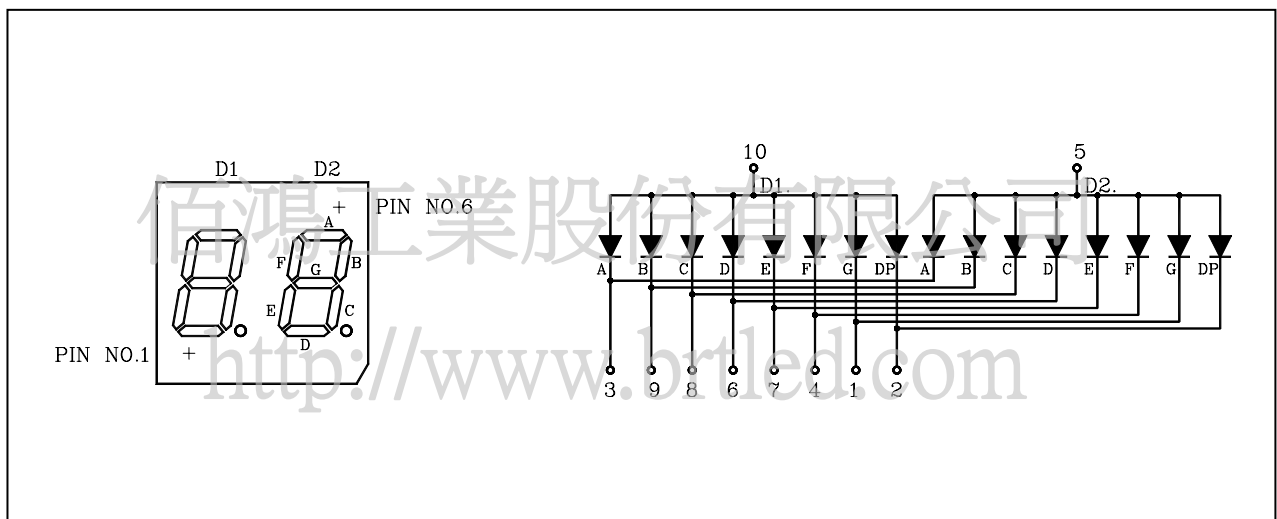 D1 D2
PIN NO.6
A
F B
G
E C
D
PIN NO.1
10 5
D1. D2.
A B C D E F G DP A B C D E F G DP
3 9 8 6 7 4 1 2
佰鴻工業股份有限公司
http://www.brtled.com